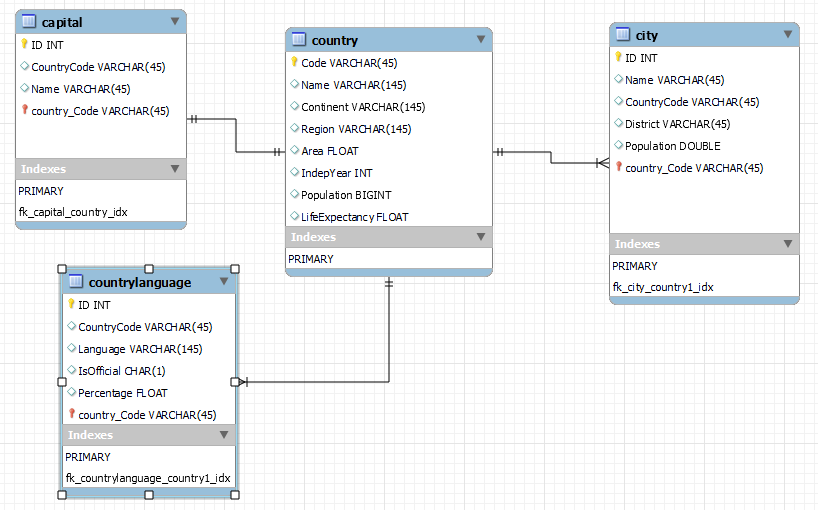 capital
ID INT
CountryCode VARCHAR(45)
Name VARCHAR(45)
country_Code VARCHAR(45)
Indexes
PRIMARY
fk_capital_country_idx
country
Code VARCHAR(45)
Name VARCHAR(145)
Continent VARCHAR(145)
Region VARCHAR(145)
Area FLOAT
IndepYear INT
Population BIGINT
LifeExpectancy FLOAT
Indexes
PRIMARY
city
ID INT
Name VARCHAR(45)
CountryCode VARCHAR(45)
District VARCHAR(45)
Population DOUBLE
country_Code VARCHAR(45)
Indexes
PRIMARY
fk_city_country1_idx
countrylanguage
ID INT
CountryCode VARCHAR(45)
Language VARCHAR(145)
IsOfficial CHAR(1)
Percentage FLOAT
country_Code VARCHAR(45)
Indexes
PRIMARY
fk_countrylanguage_country1_idx